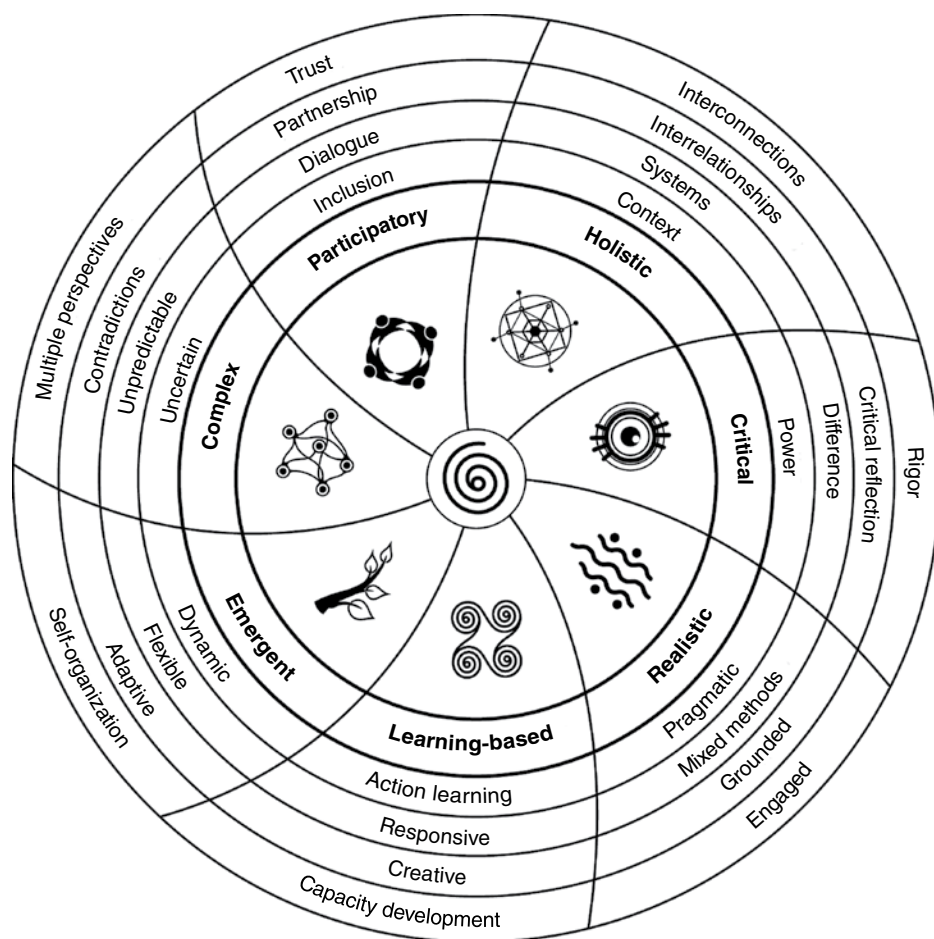 Trust
Partnership
Dialogue
Inclusion
Participatory
Interconnections
Interrelationships
Systems
Context
Holistic
Rigor
Critical reflection
Difference
Power
Critical
Realistic
Pragmatic
Mixed methods
Grounded
Engaged
Learning-based
Action learning
Responsive
Creative
Capacity development
Emergent
Dynamic
Flexible
Adaptive
Self-organization
Multiple perspectives
Contradictions
Unpredictable
Uncertain
Complex